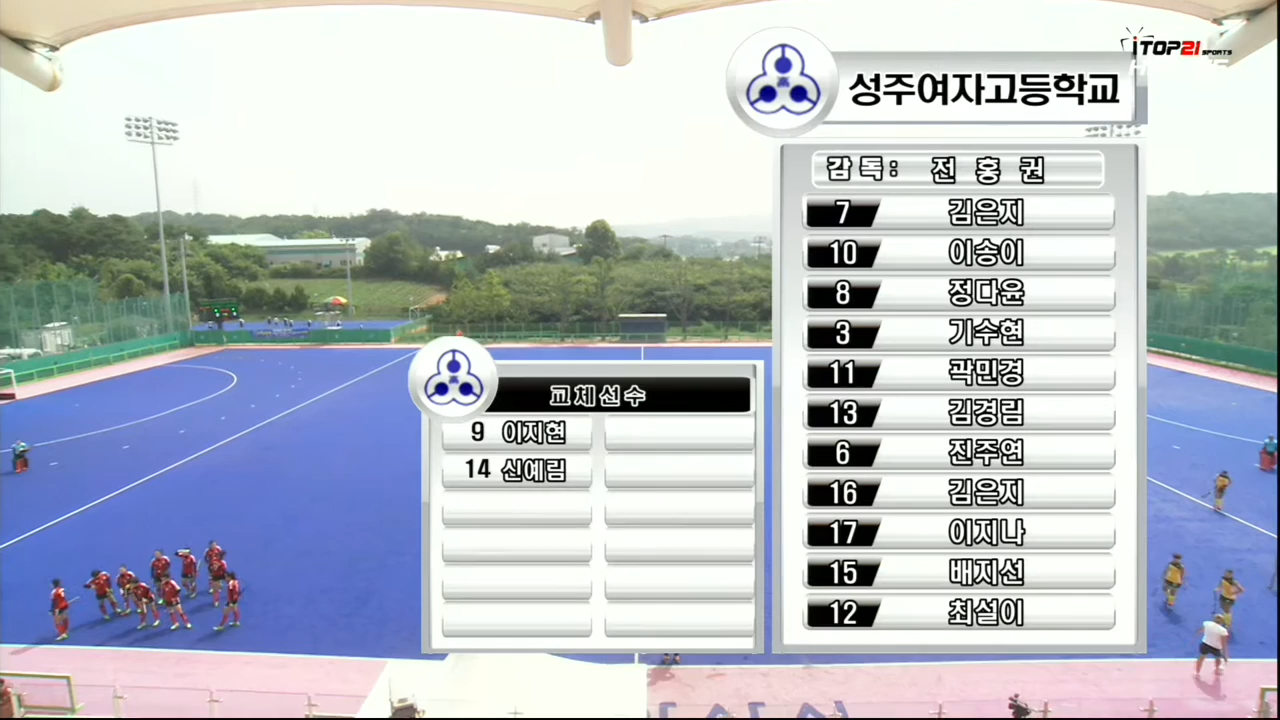 iTOP21 SPORTS
성주여자고등학교
감독: 전홍권
7 김은지
10 이송이
8 정다윤
3 기수현
11 곽민경
13 김경림
6 진주연
16 김은지
17 이지나
15 배지선
12 최설이
교체선수
9 이지현
14 신예림